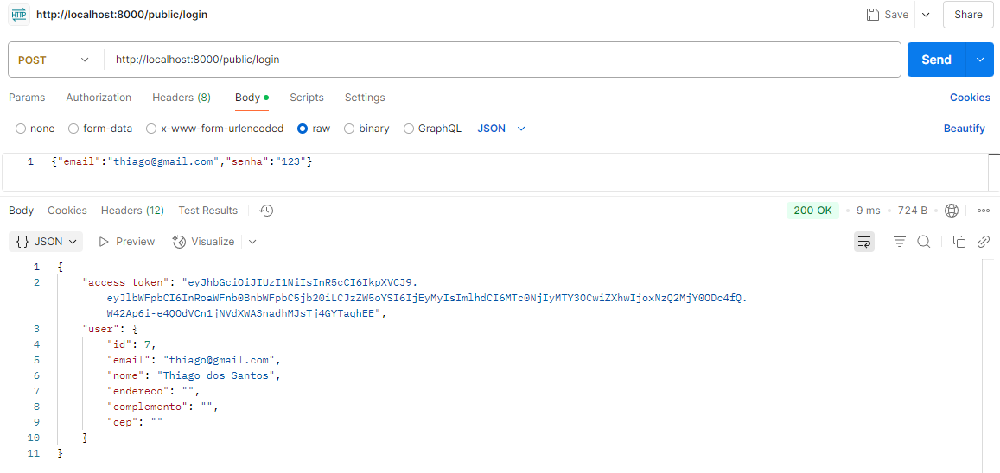 HTTP http://localhost:8000/public/login Save Share
POST http://localhost:8000/public/login Send
Params Authorization Headers (8) Body Scripts Settings Cookies
none form-data x-www-form-urlencoded raw binary GraphQL JSON Beautify
1 {"email":"thiago@gmail.com","senha":"123"}
Body Cookies Headers (12) Test Results 200 OK • 9 ms • 724 B
{} JSON Preview Visualize
1 {
2 "access_token": "eyJhbGciOiJIUzI1NiIsInR5cCI6IkpXVCJ9.
eyJlbWFpbCI6InRoaWFnb0BnbWFpbC5jb20iLCJzZW5oYSI6IjEyMyIsImlhdCI6MTc0NjIyMTY3OCwiZXhwIjoxNzQ2MjY0ODc4fQ.
W42Ap6i-e4QOdVCn1jNVdXWA3nadhMJsTj4GYTaqhEE",
3 "user": {
4 "id": 7,
5 "email": "thiago@gmail.com",
6 "nome": "Thiago dos Santos",
7 "endereco": "",
8 "complemento": "",
9 "cep": ""
10 }
11 }